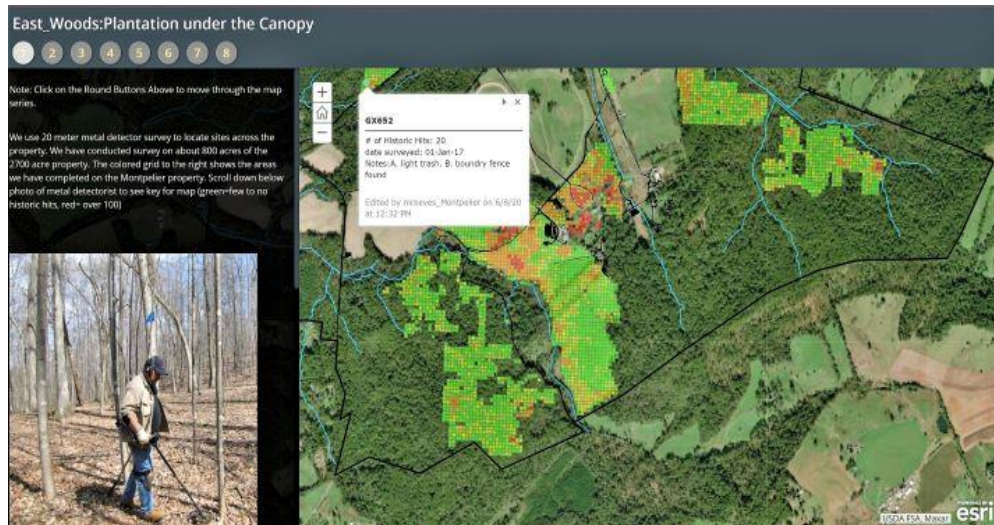 East_Woods:Plantation under the Canopy
1 2 3 4 5 6 7 8
Note: Click on the Round Buttons Above to move through the map
series.
We use 20 meter metal detector survey to locate sites across the
property. We have conducted survey on about 800 acres of the
2700 acre property. The colored grid to the right shows the areas
we have completed on the Montpelier property. Scroll down below
photo of metal detectorist to see key for map (green=few to no
historic hits, red= over 100)
GX652
# of Historic Hits: 20
date surveyed: 01-Jan-17
Notes:A. light trash. B. boundry fence
found
Edited by mreeves_Montpelier on 6/8/20
at 12:32 PM
POWERED BY
esri
USDA FSA, Maxar